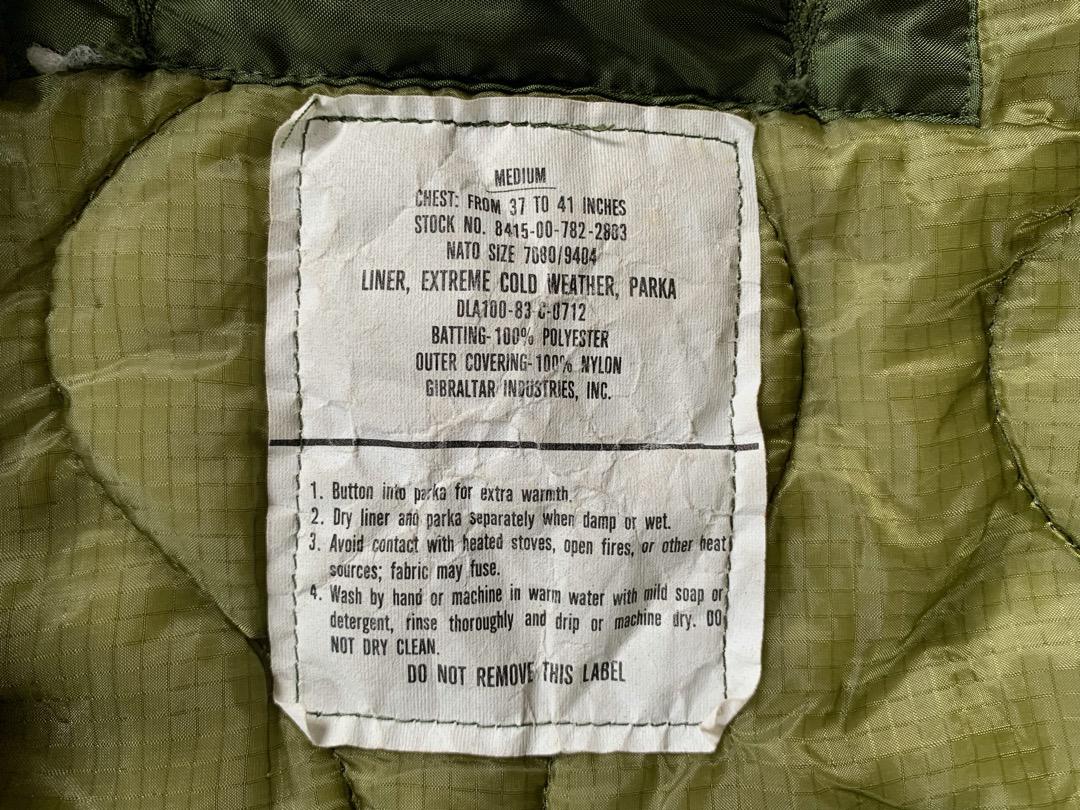 MEDIUM
CHEST: FROM 37 TO 41 INCHES
STOCK NO. 8415-00-782-2883
NATO SIZE 7080/9404
LINER, EXTREME COLD WEATHER, PARKA
DLA100-83-C-0712
BATTING-100% POLYESTER
OUTER COVERING-100% NYLON
GIBRALTAR INDUSTRIES, INC.
1. Button into parka for extra warmth.
2. Dry liner and parka separately when damp or wet.
3. Avoid contact with heated stoves, open fires, or other heat
sources; fabric may fuse.
4. Wash by hand or machine in warm water with mild soap or
detergent, rinse thoroughly and drip or machine dry. DO
NOT DRY CLEAN.
DO NOT REMOVE THIS LABEL